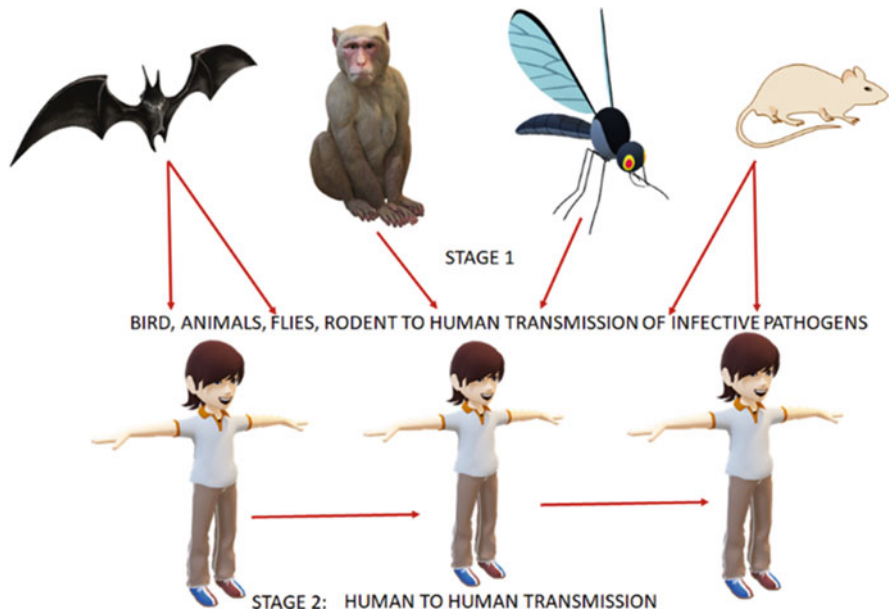 STAGE 1
BIRD, ANIMALS, FLIES, RODENT TO HUMAN TRANSMISSION OF INFECTIVE PATHOGENS
STAGE 2: HUMAN TO HUMAN TRANSMISSION